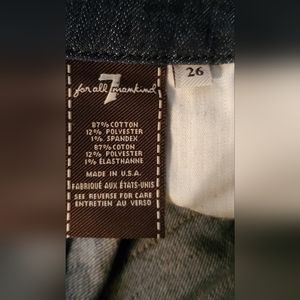 for all 7 mankind
26
87% COTTON
12% POLYESTER
1% SPANDEX
87% COTON
12% POLYESTER
1% ELASTHANNE
MADE IN U.S.A.
FABRIQUÉ AUX ÉTATS-UNIS
SEE REVERSE FOR CARE
ENTRETIEN AU VERSO